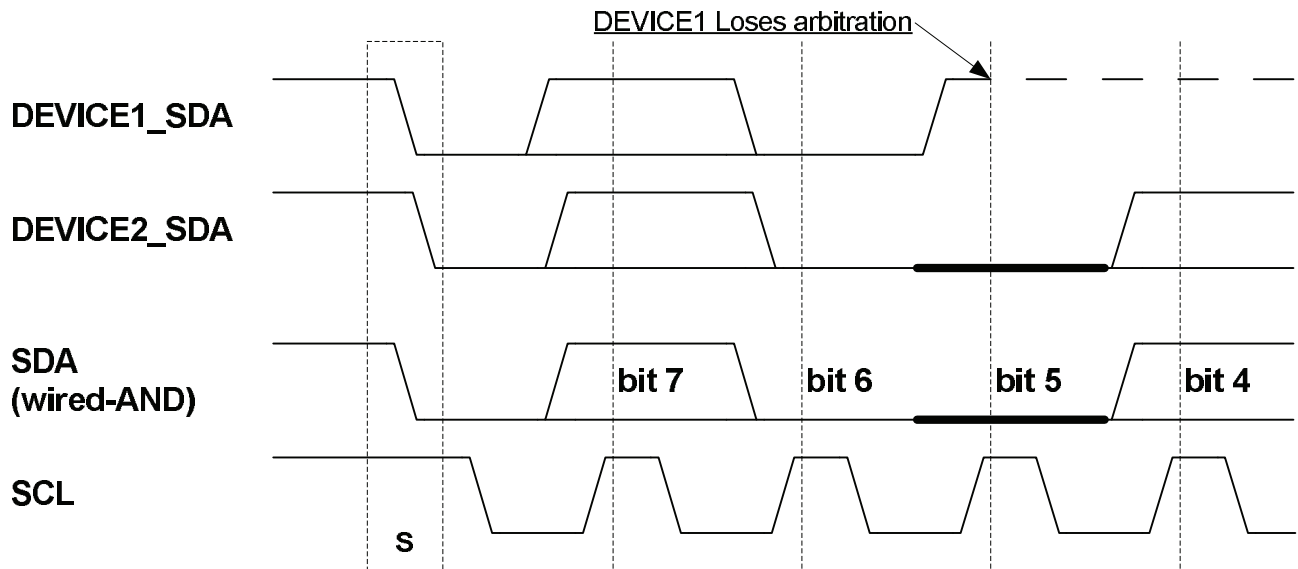 DEVICE1 Loses arbitration
DEVICE1_SDA
DEVICE2_SDA
SDA
(wired-AND)
bit 7
bit 6
bit 5
bit 4
SCL
S